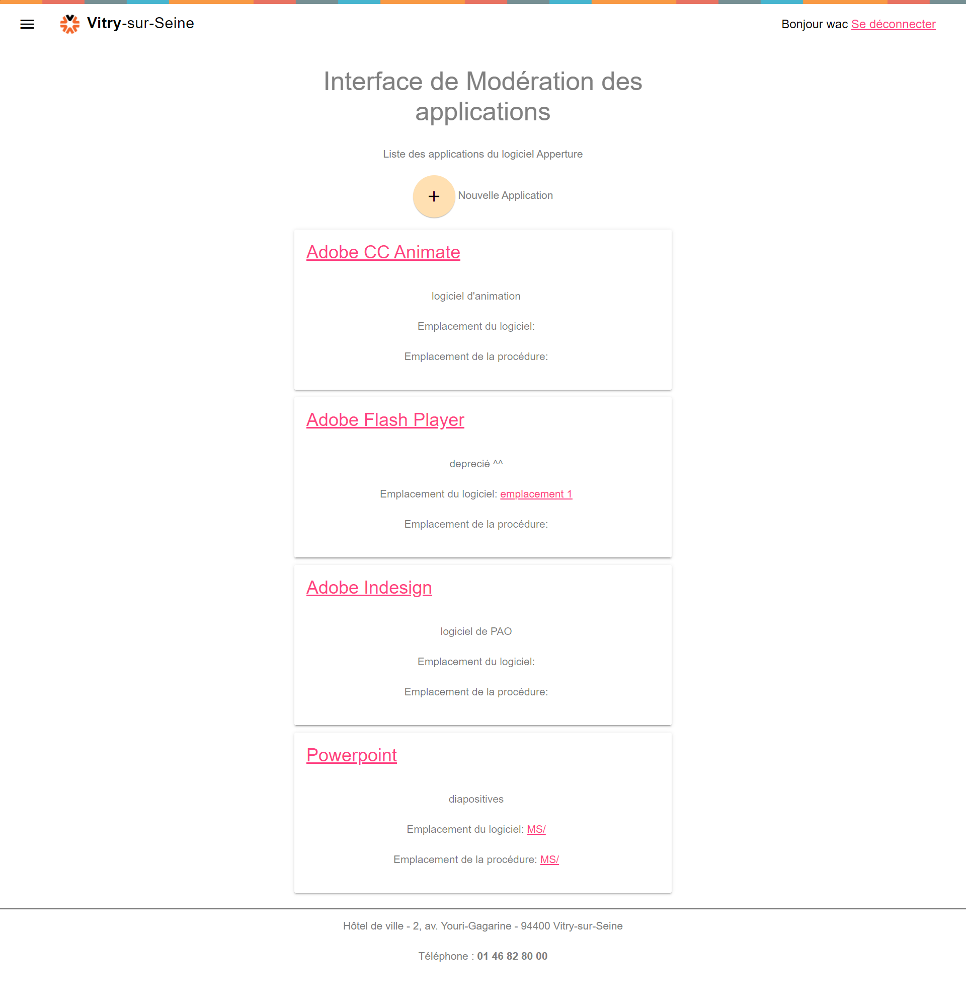 Vitry-sur-Seine
Bonjour wac Se déconnecter
Interface de Modération des
applications
Liste des applications du logiciel Apperture
+ Nouvelle Application
Adobe CC Animate
logiciel d'animation
Emplacement du logiciel:
Emplacement de la procédure:
Adobe Flash Player
deprecié ^^
Emplacement du logiciel: emplacement 1
Emplacement de la procédure:
Adobe Indesign
logiciel de PAO
Emplacement du logiciel:
Emplacement de la procédure:
Powerpoint
diapositives
Emplacement du logiciel: MS/
Emplacement de la procédure: MS/
Hôtel de ville - 2, av. Youri-Gagarine - 94400 Vitry-sur-Seine
Téléphone : 01 46 82 80 00